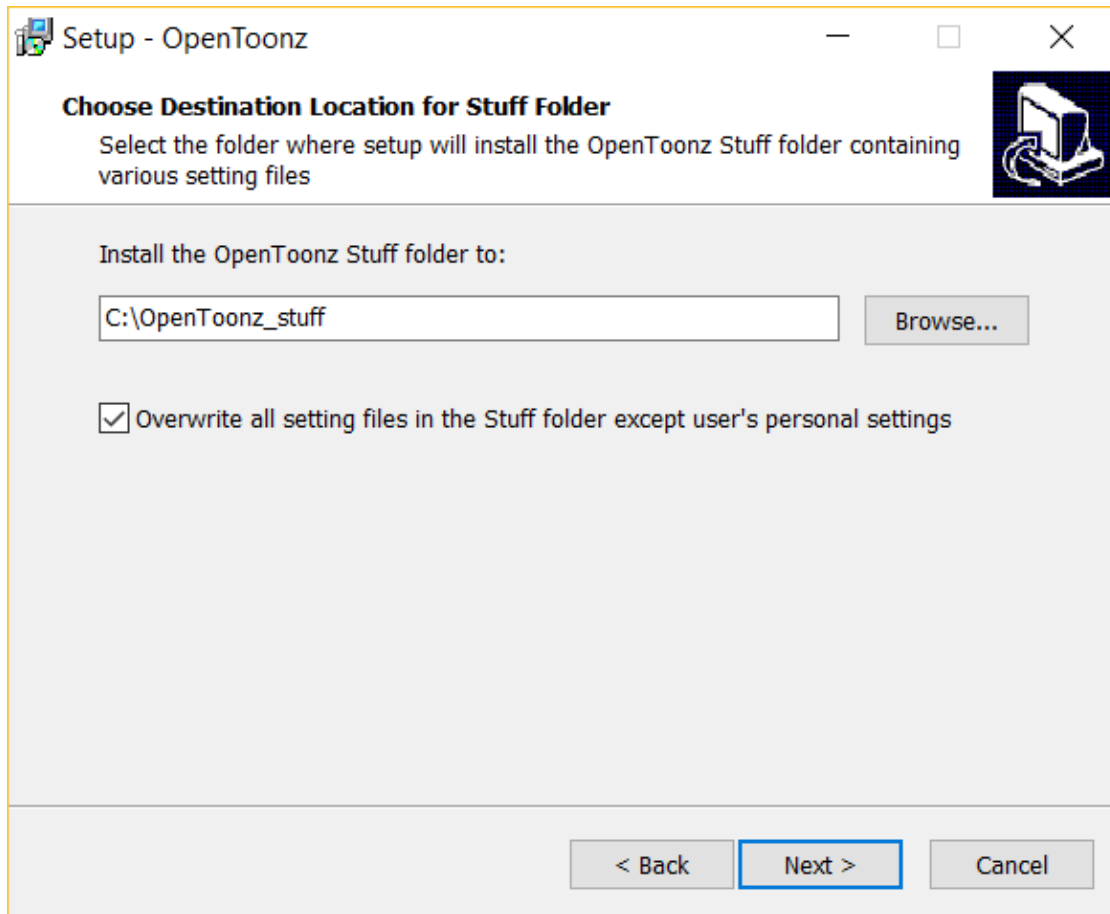 Setup - OpenToonz
Choose Destination Location for Stuff Folder
Select the folder where setup will install the OpenToonz Stuff folder containing
various setting files
Install the OpenToonz Stuff folder to:
C:\OpenToonz_stuff
Browse...
Overwrite all setting files in the Stuff folder except user's personal settings
< Back
Next >
Cancel